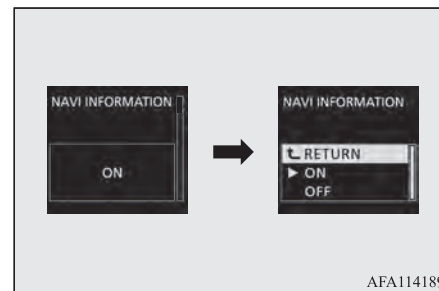 NAVI INFORMATION
ON
NAVI INFORMATION
RETURN
ON
OFF
AFA114189